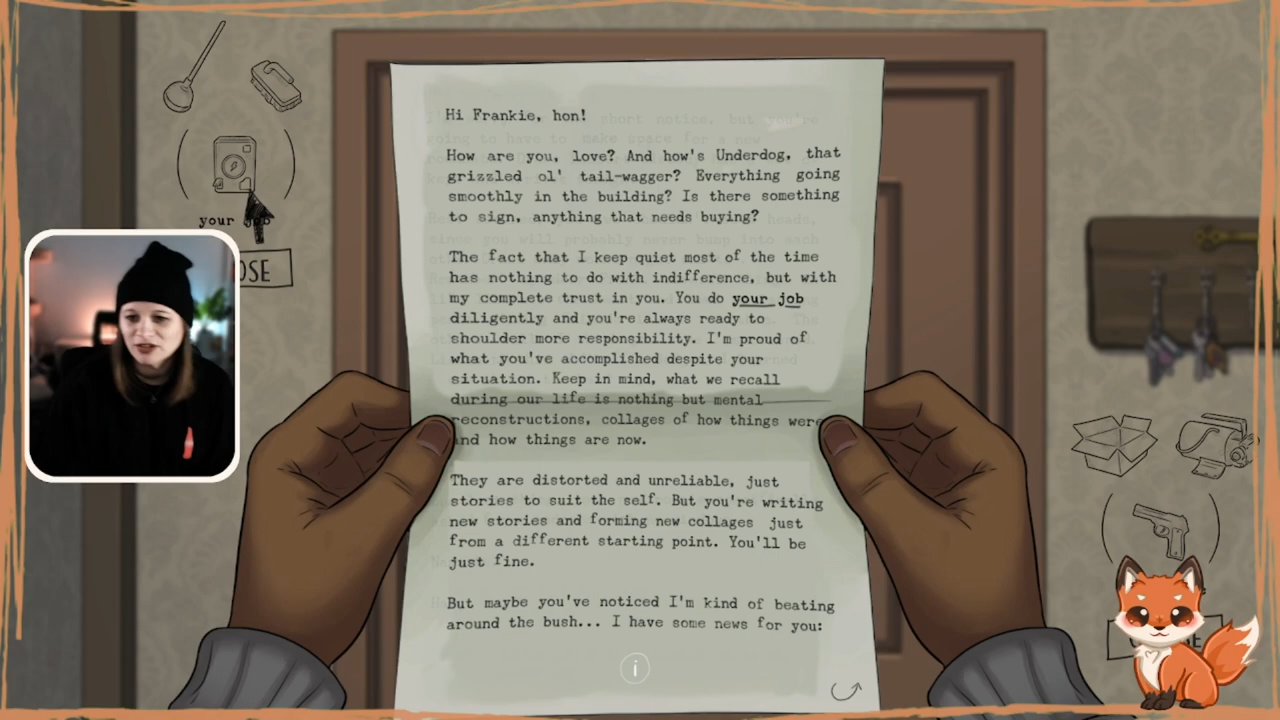 Hi Frankie, hon!
How are you, love? And how's Underdog, that
grizzled ol' tail-wagger? Everything going
smoothly in the building? Is there something
to sign, anything that needs buying?
The fact that I keep quiet most of the time
has nothing to do with indifference, but with
my complete trust in you. You do your job
diligently and you're always ready to
shoulder more responsibility. I'm proud of
what you've accomplished despite your
situation. Keep in mind, what we recall
during our life is nothing but mental
reconstructions, collages of how things were
and how things are now.
They are distorted and unreliable, just
stories to suit the self. But you're writing
new stories and forming new collages just
from a different starting point. You'll be
just fine.
But maybe you've noticed I'm kind of beating
around the bush... I have some news for you:
i
your